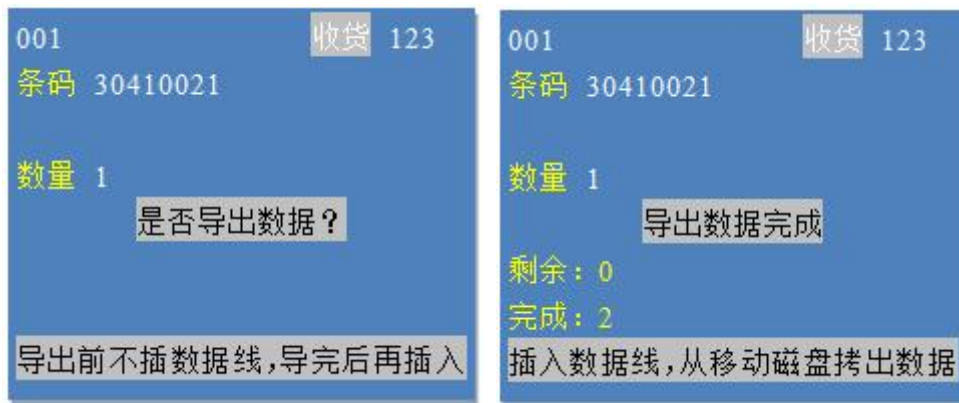 001 收货 123
条码 30410021
数量 1
是否导出数据？
导出前不插数据线,导完后再插入
001 收货 123
条码 30410021
数量 1
导出数据完成
剩余：0
完成：2
插入数据线,从移动磁盘拷出数据